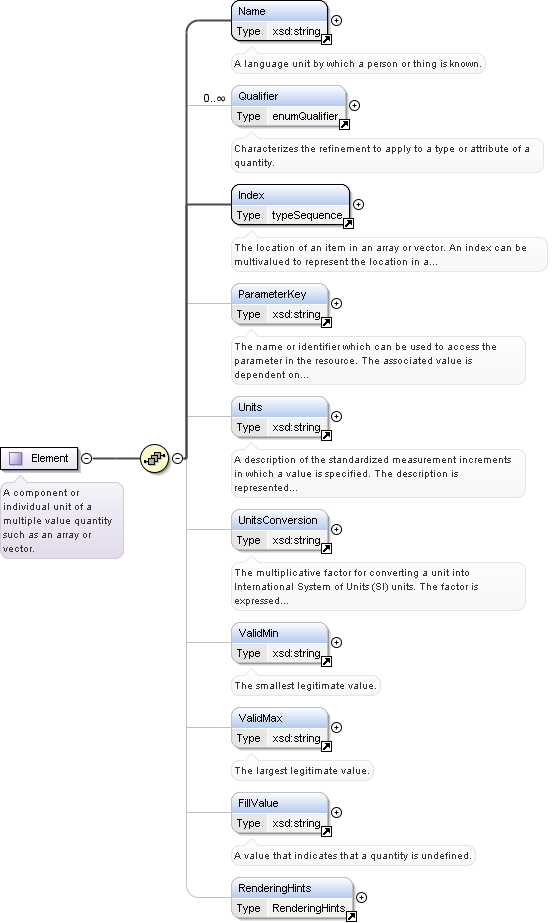 Name
Type xsd:string
A language unit by which a person or thing is known.
0..∞
Qualifier
Type enumQualifier
Characterizes the refinement to apply to a type or attribute of a
quantity.
Index
Type typeSequence
The location of an item in an array or vector. An index can be
multivalued to represent the location in a...
ParameterKey
Type xsd:string
The name or identifier which can be used to access the
parameter in the resource. The associated value is
dependent on...
Units
Type xsd:string
A description of the standardized measurement increments
in which a value is specified. The description is
represented...
Element
A component or
individual unit of a
multiple value quantity
such as an array or
vector.
UnitsConversion
Type xsd:string
The multiplicative factor for converting a unit into
International System of Units (SI) units. The factor is
expressed...
ValidMin
Type xsd:string
The smallest legitimate value.
ValidMax
Type xsd:string
The largest legitimate value.
FillValue
Type xsd:string
A value that indicates that a quantity is undefined.
RenderingHints
Type RenderingHints